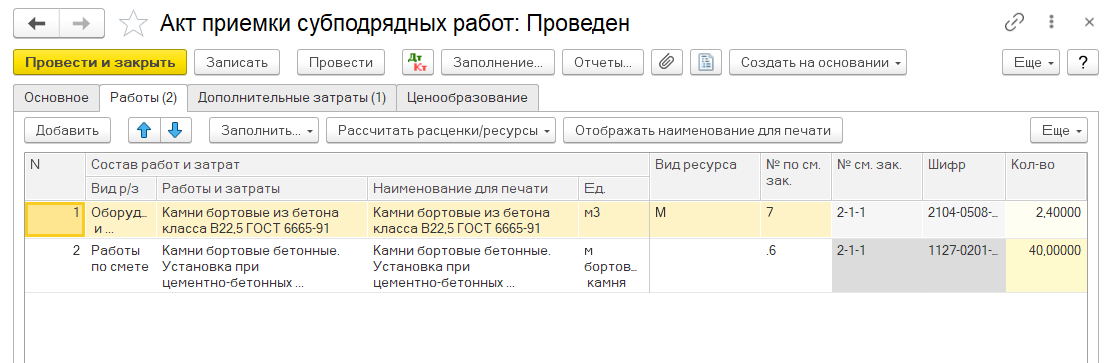 Акт приемки субподрядных работ: Проведен
Провести и закрыть Записать Провести Дт Кт Заполнение... Отчеты... Создать на основании Еще ?
Основное Работы (2) Дополнительные затраты (1) Ценообразование
Добавить Заполнить... Рассчитать расценки/ресурсы Отображать наименование для печати Еще
N Состав работ и затрат Вид ресурса № по см. зак. № см. зак. Шифр Кол-во
Вид р/з Работы и затраты Наименование для печати Ед.
1 Оборуд... Камни бортовые из бетона Камни бортовые из бетона м3 М 7 2-1-1 2104-0508-... 2,40000
и ... класса В22,5 ГОСТ 6665-91 класса В22,5 ГОСТ 6665-91
2 Работы Камни бортовые бетонные. Камни бортовые бетонные. м .6 2-1-1 1127-0201-... 40,00000
по смете Установка при Установка при бортов...
цементно-бетонных ... цементно-бетонных ... камня